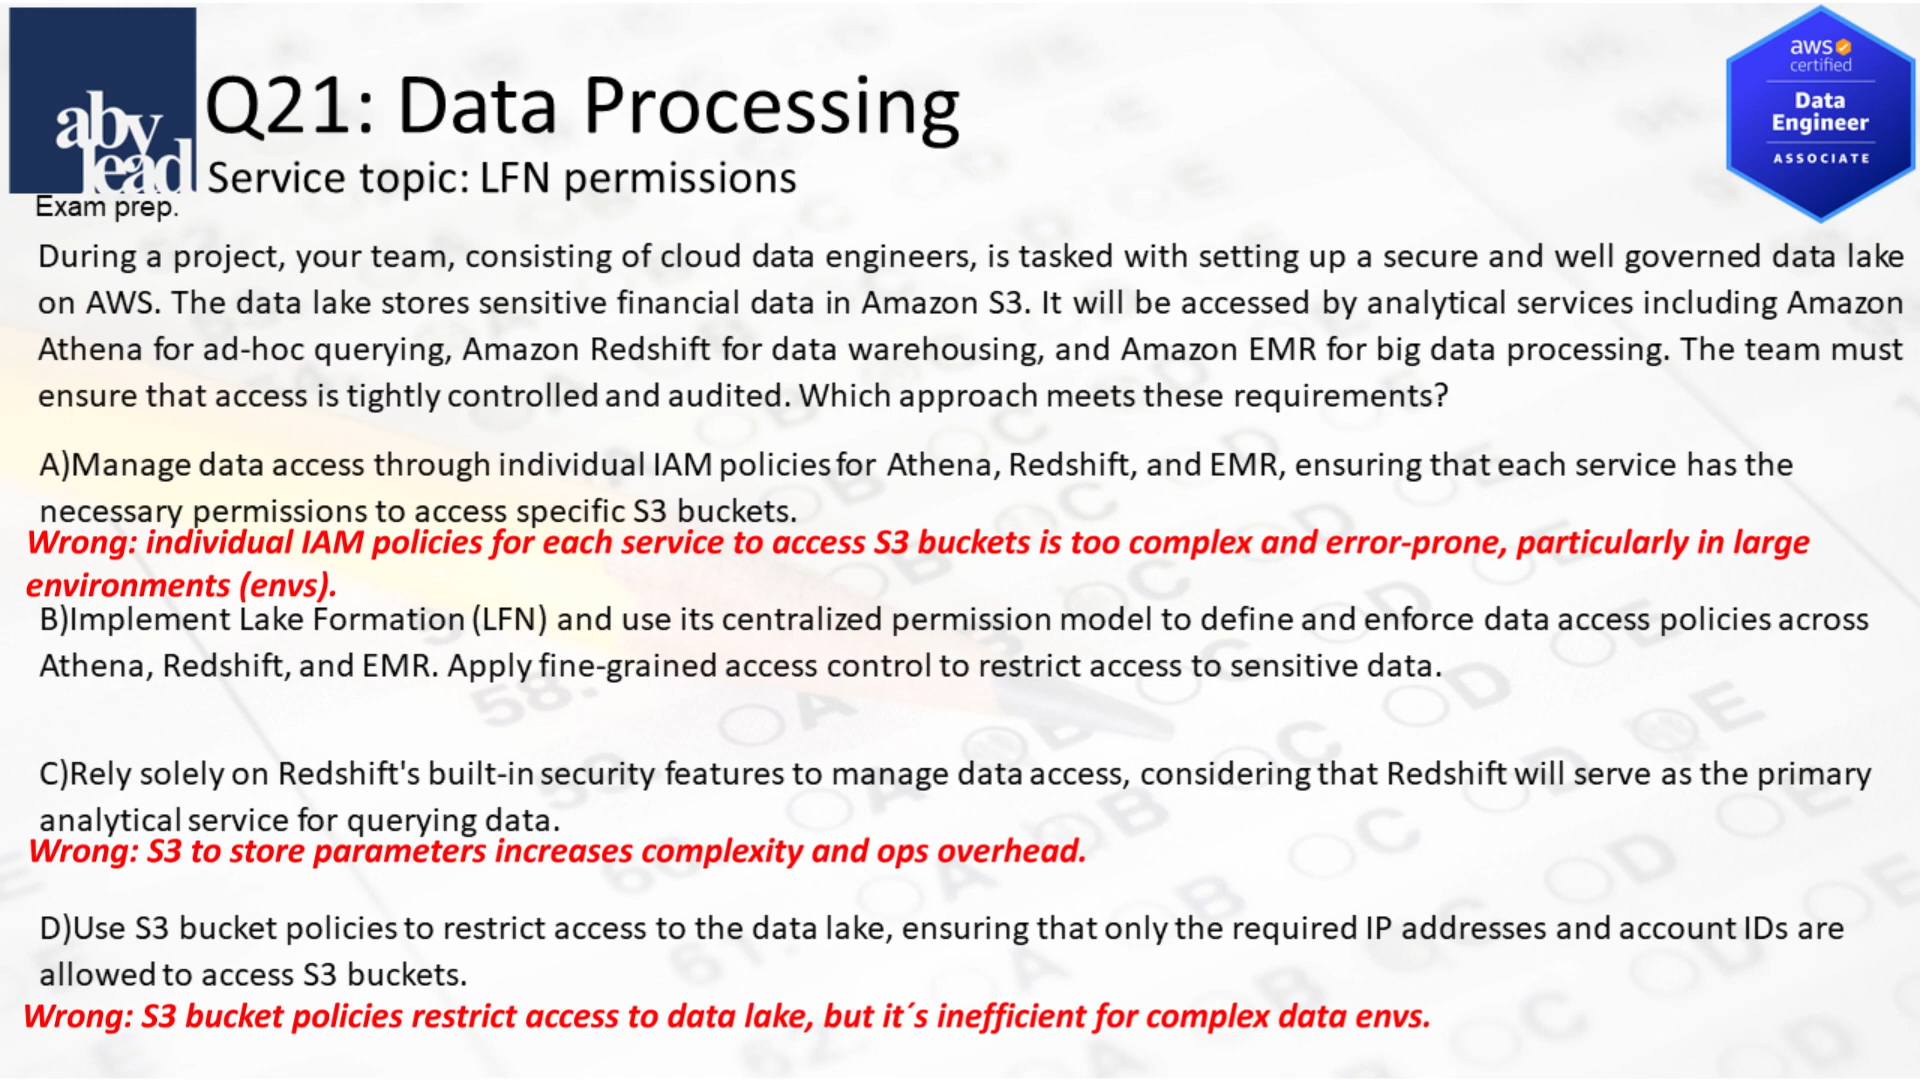 aby
lead
Exam prep.
Q21: Data Processing
Service topic: LFN permissions
aws
certified
Data
Engineer
ASSOCIATE
During a project, your team, consisting of cloud data engineers, is tasked with setting up a secure and well governed data lake
on AWS. The data lake stores sensitive financial data in Amazon S3. It will be accessed by analytical services including Amazon
Athena for ad-hoc querying, Amazon Redshift for data warehousing, and Amazon EMR for big data processing. The team must
ensure that access is tightly controlled and audited. Which approach meets these requirements?
A)Manage data access through individual IAM policies for Athena, Redshift, and EMR, ensuring that each service has the
necessary permissions to access specific S3 buckets.
Wrong: individual IAM policies for each service to access S3 buckets is too complex and error-prone, particularly in large
environments (envs).
B)Implement Lake Formation (LFN) and use its centralized permission model to define and enforce data access policies across
Athena, Redshift, and EMR. Apply fine-grained access control to restrict access to sensitive data.
C)Rely solely on Redshift's built-in security features to manage data access, considering that Redshift will serve as the primary
analytical service for querying data.
Wrong: S3 to store parameters increases complexity and ops overhead.
D)Use S3 bucket policies to restrict access to the data lake, ensuring that only the required IP addresses and account IDs are
allowed to access S3 buckets.
Wrong: S3 bucket policies restrict access to data lake, but it´s inefficient for complex data envs.